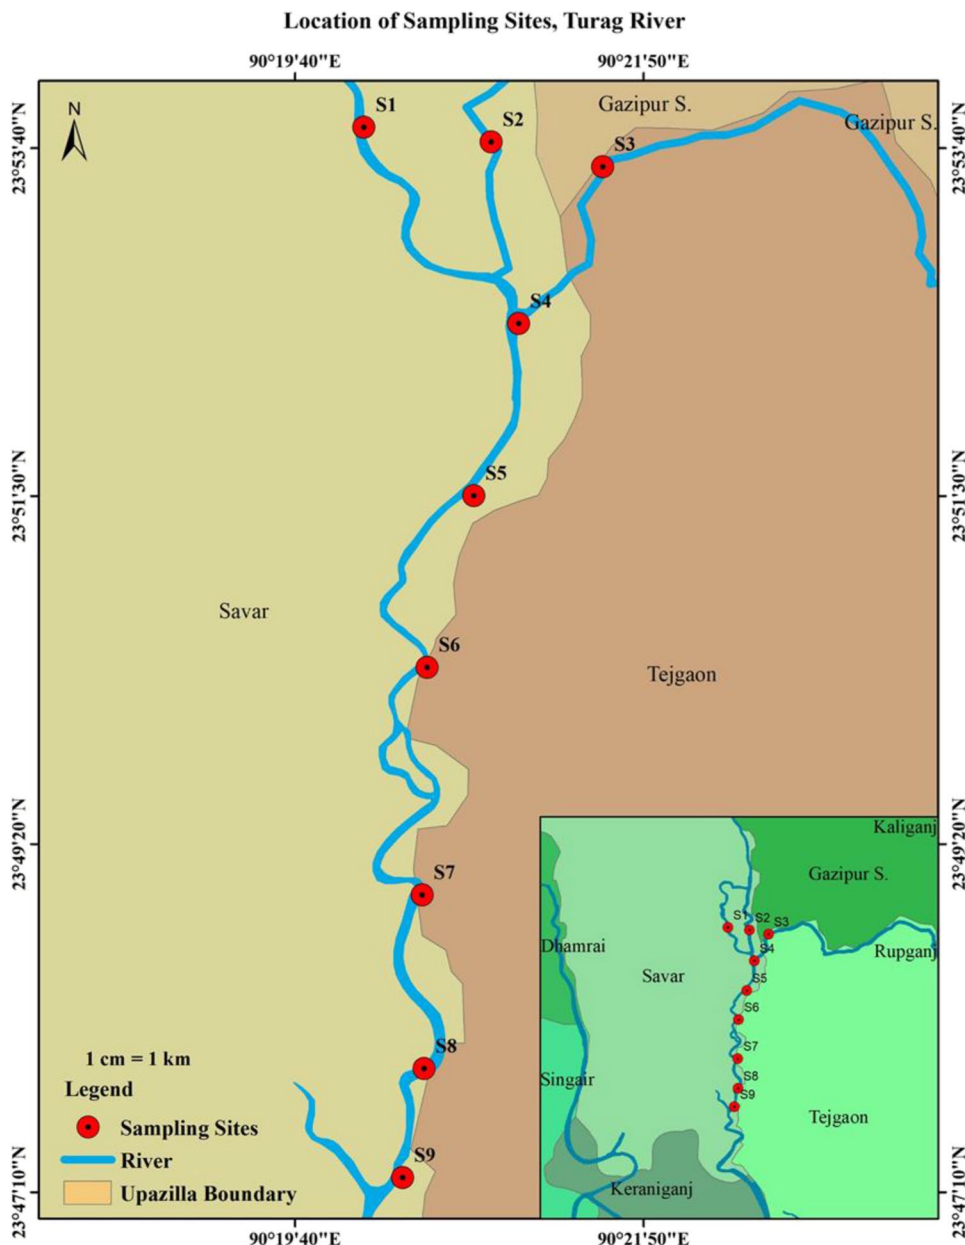 Location of Sampling Sites, Turag River
90°19'40"E
90°21'50"E
N
S1
S2
S3
Gazipur S.
Gazipur S.
23°53'40"N
23°53'40"N
S4
S5
23°51'30"N
23°51'30"N
Savar
S6
Tejgaon
23°49'20"N
23°49'20"N
S7
S8
S9
1 cm = 1 km
Legend
Sampling Sites
River
Upazilla Boundary
23°47'10"N
23°47'10"N
90°19'40"E
90°21'50"E
Kaliganj
Gazipur S.
S1
S2
S3
Dhamrai
Rupganj
S4
Savar
S5
S6
S7
Singair
S8
S9
Tejgaon
Keraniganj